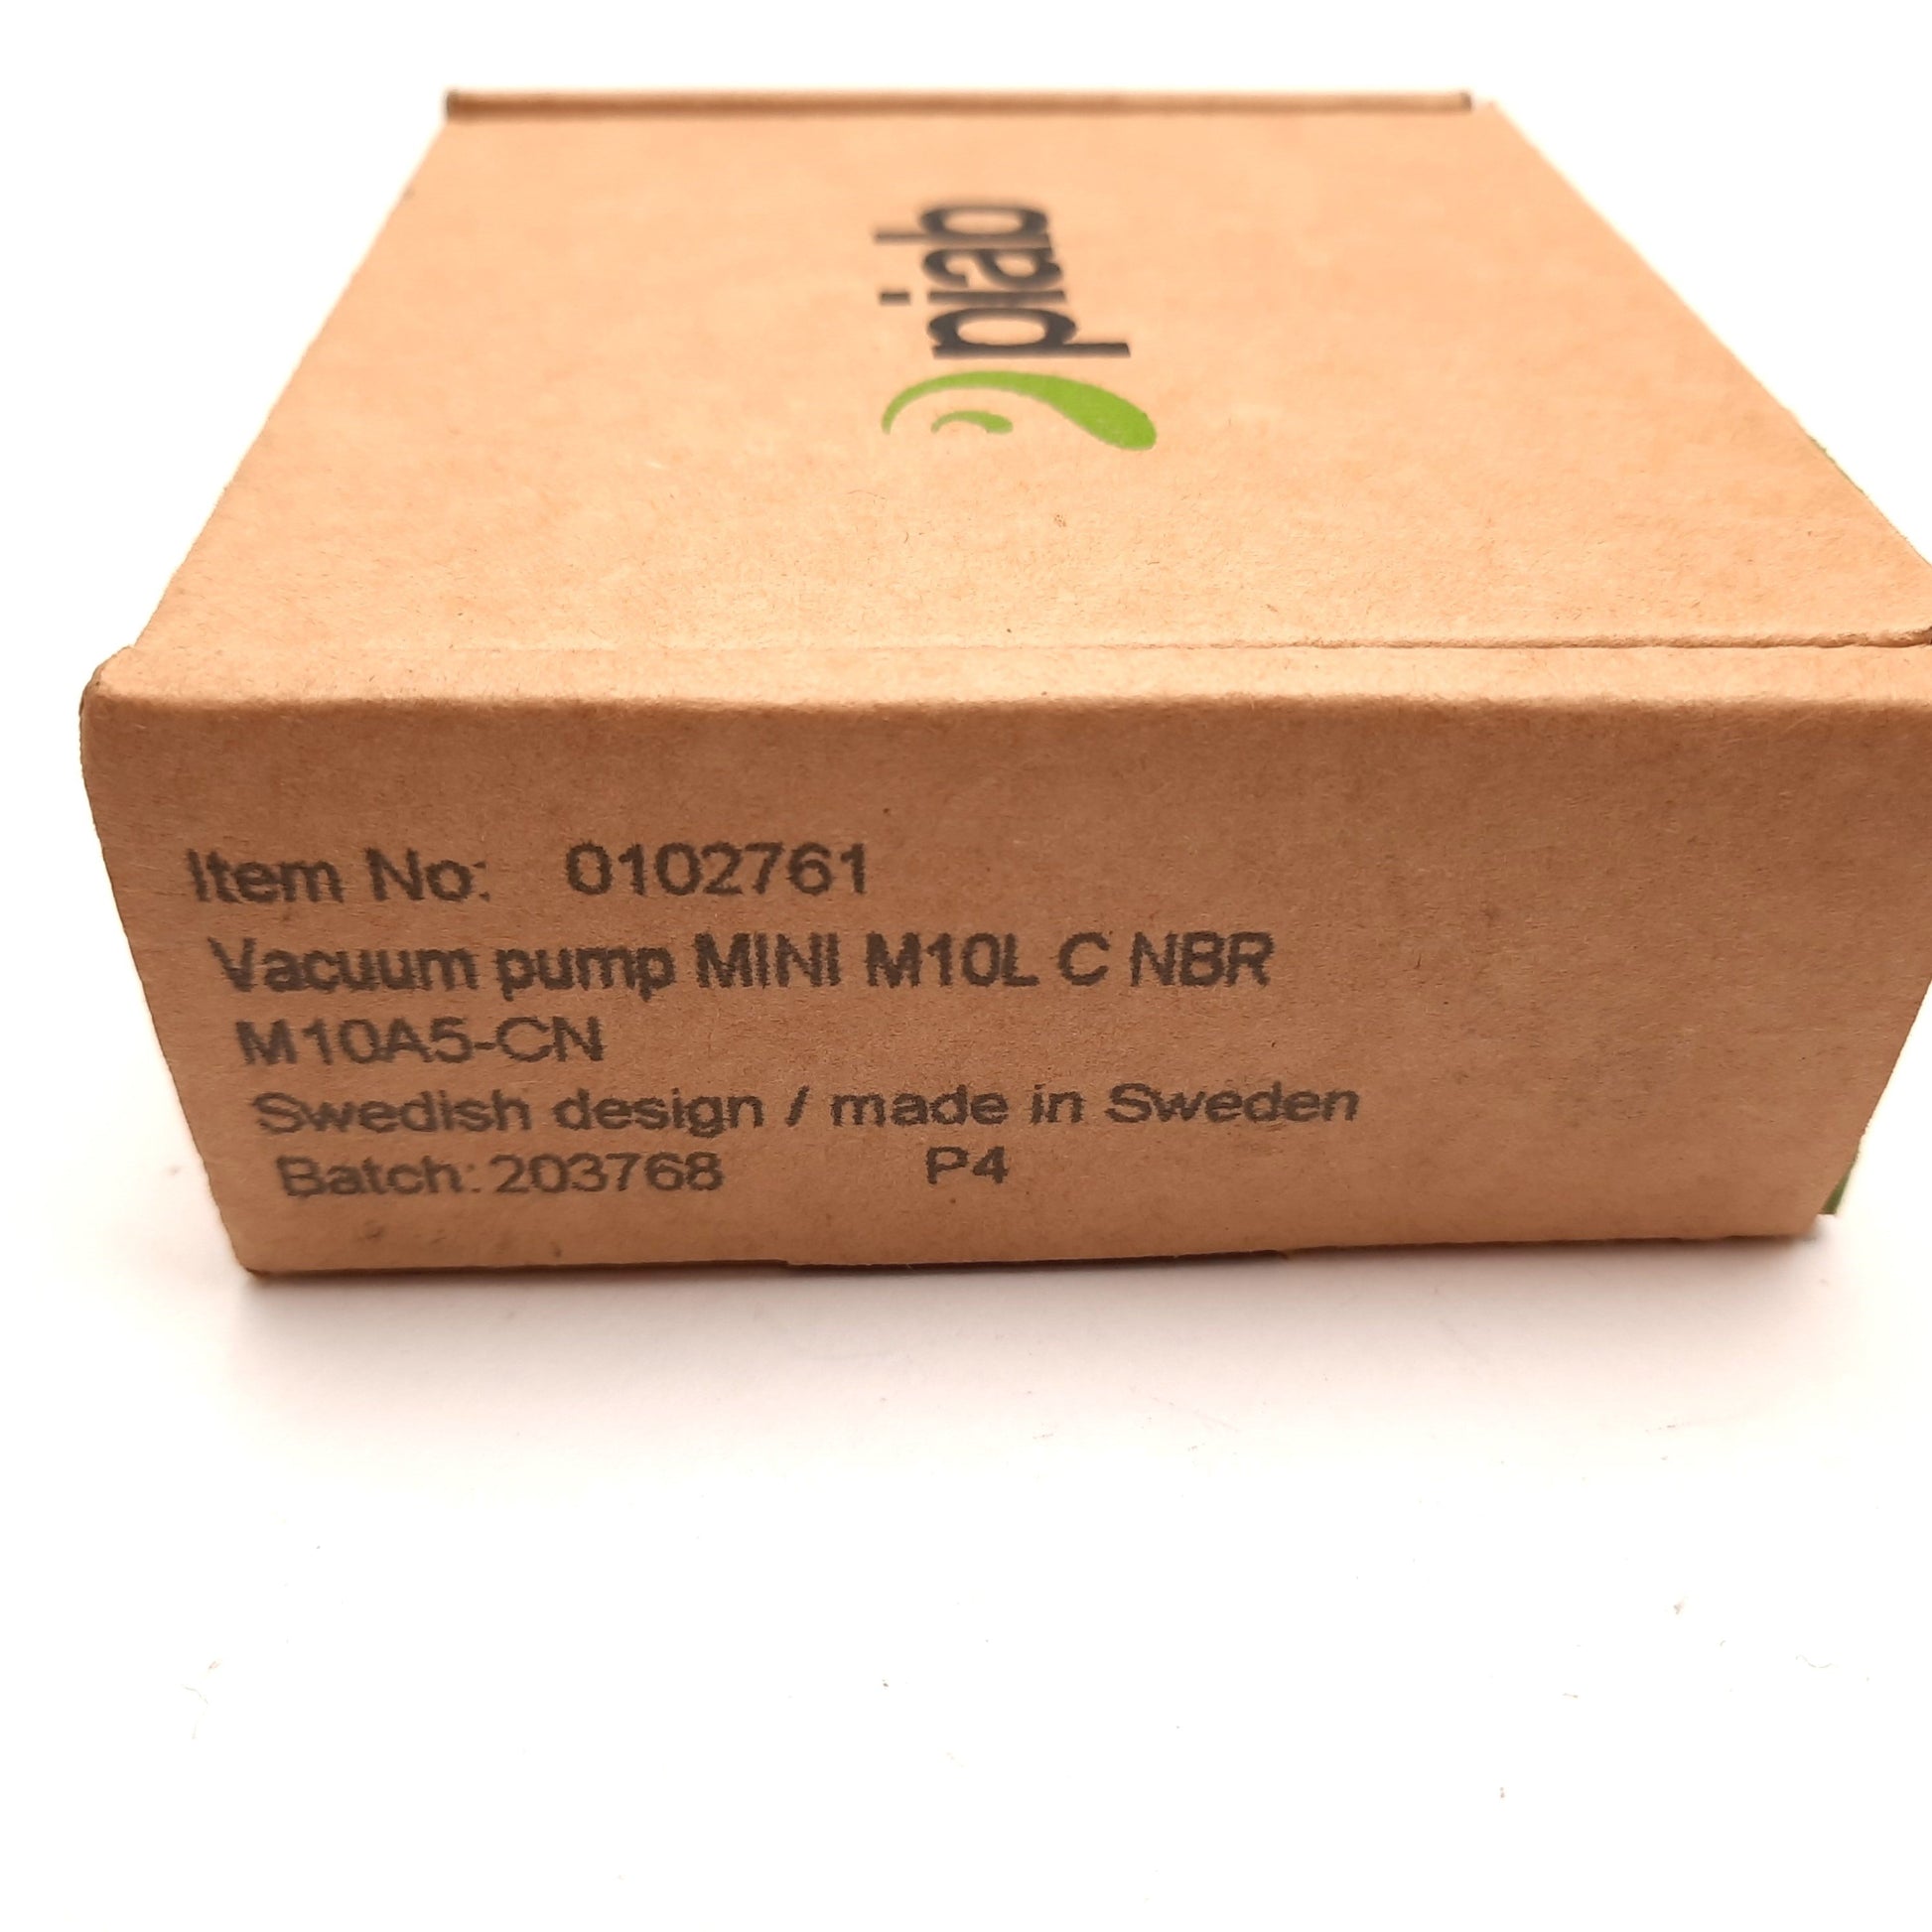 piab
Item No: 0102761
Vacuum pump MINI M10L C NBR
M10A5-CN
Swedish design / made in Sweden
Batch: 203768 P4